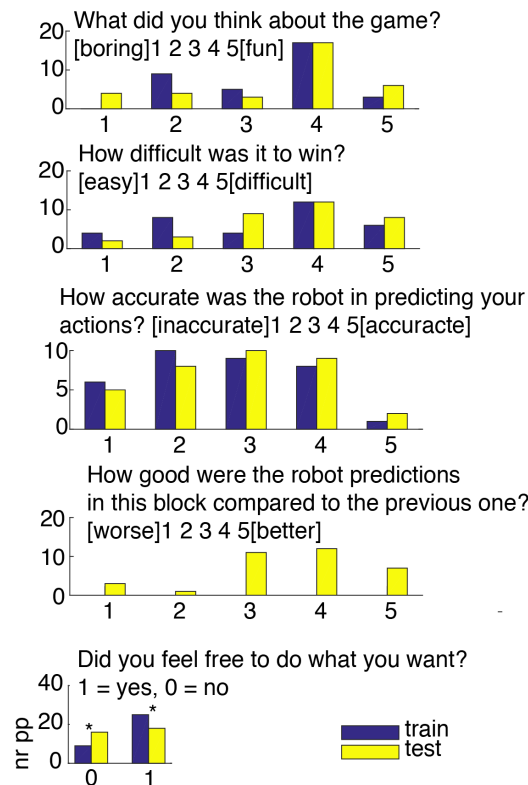 What did you think about the game?
20
[boring]1 2 3 4 5[fun]
10
0
1 2 3 4 5
How difficult was it to win?
20
[easy]1 2 3 4 5[difficult]
10
0
1 2 3 4 5
How accurate was the robot in predicting your
actions? [inaccurate]1 2 3 4 5[accuracte]
10
5
0
1 2 3 4 5
How good were the robot predictions
in this block compared to the previous one?
20
[worse]1 2 3 4 5[better]
10
0
1 2 3 4 5
Did you feel free to do what you want?
40
1 = yes, 0 = no
* *
20
0
nr pp
0 1
train
test